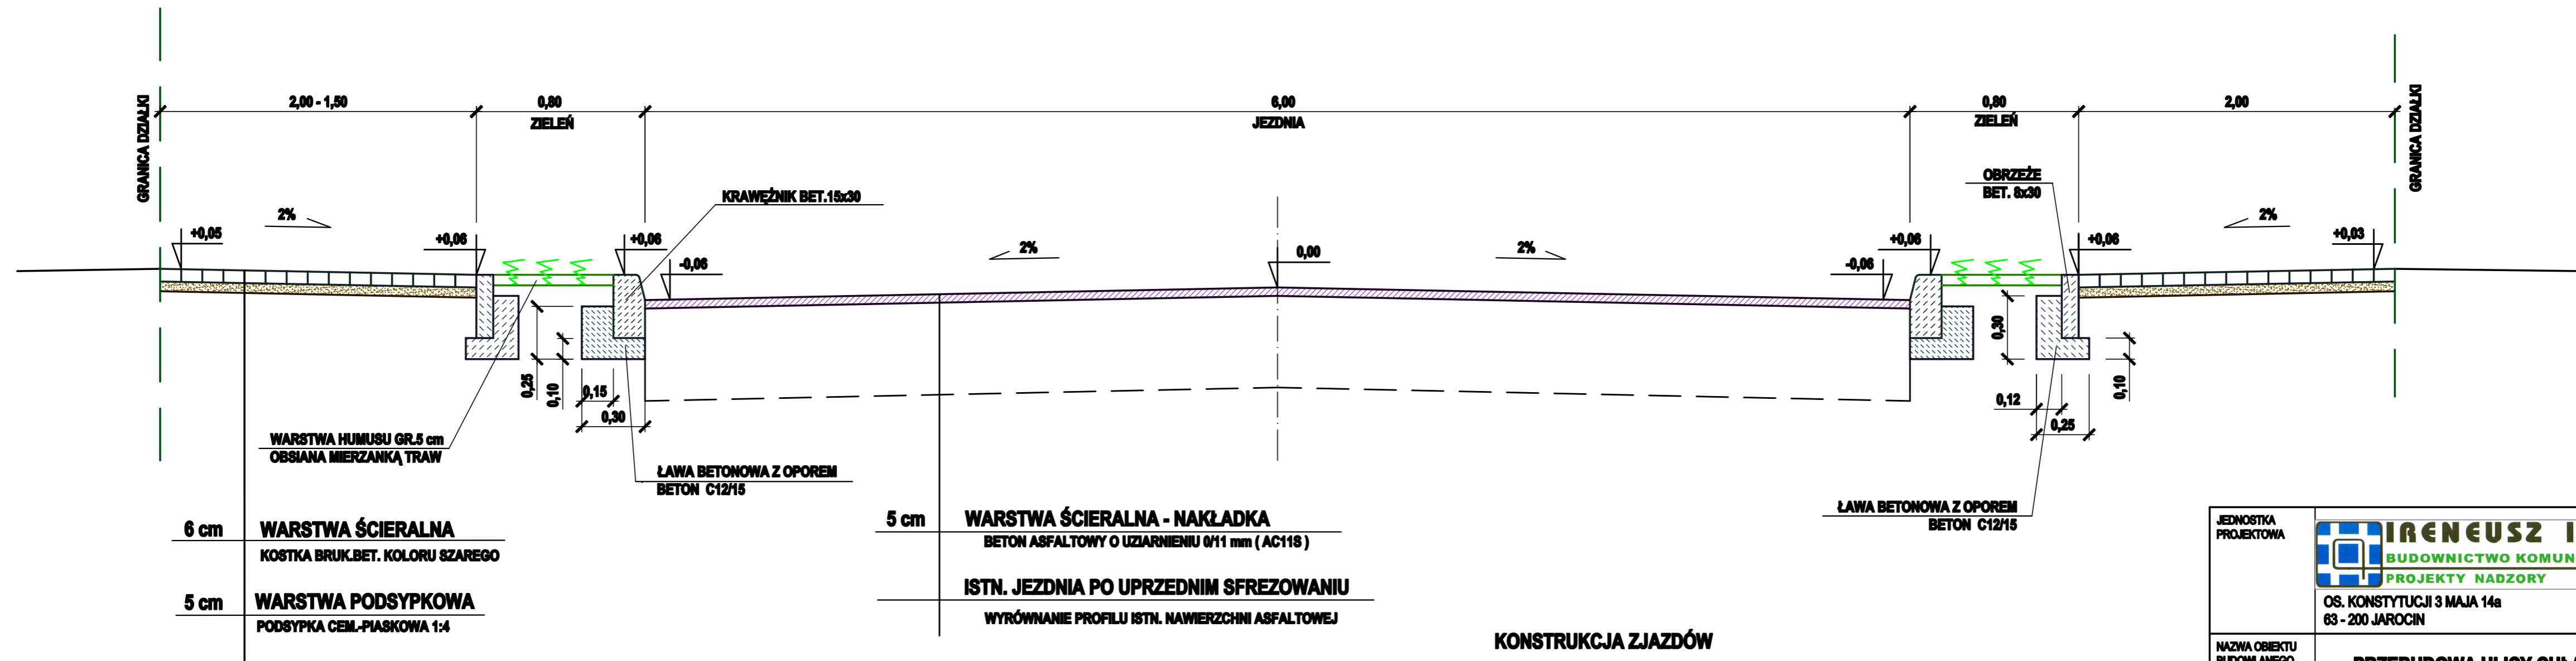 GRANICA DZIAŁKI
2,00 - 1,50
0,80
ZIELEŃ
6,00
JEZDNIA
0,80
ZIELEŃ
2,00
GRANICA DZIAŁKI
KRAWĘŻNIK BET.15x30
OBRZEŻE
BET. 8x30
2%
2%
2%
2%
+0,05
+0,06
+0,06
-0,06
0,00
-0,06
+0,06
+0,06
+0,03
0,25
0,10
0,15
0,30
0,30
0,12
0,25
0,10
WARSTWA HUMUSU GR.5 cm
OBSIANA MIERZANKĄ TRAW
ŁAWA BETONOWA Z OPOREM
BETON C12/15
ŁAWA BETONOWA Z OPOREM
BETON C12/15
6 cm WARSTWA ŚCIERALNA
KOSTKA BRUK.BET. KOLORU SZAREGO
5 cm WARSTWA PODSYPKOWA
PODSYPKA CEM.-PIASKOWA 1:4
5 cm WARSTWA ŚCIERALNA - NAKŁADKA
BETON ASFALTOWY O UZIARNIENIU 0/11 mm ( AC11S )
ISTN. JEZDNIA PO UPRZEDNIM SFREZOWANIU
WYRÓWNANIE PROFILU ISTN. NAWIERZCHNI ASFALTOWEJ
KONSTRUKCJA ZJAZDÓW
JEDNOSTKA
PROJEKTOWA
IRENEUSZ
BUDOWNICTWO KOMUN
PROJEKTY NADZORY
OS. KONSTYTUCJI 3 MAJA 14a
63 - 200 JAROCIN
NAZWA OBIEKTU
BUDOWLANEGO
PRZEBUDOWA ULICY